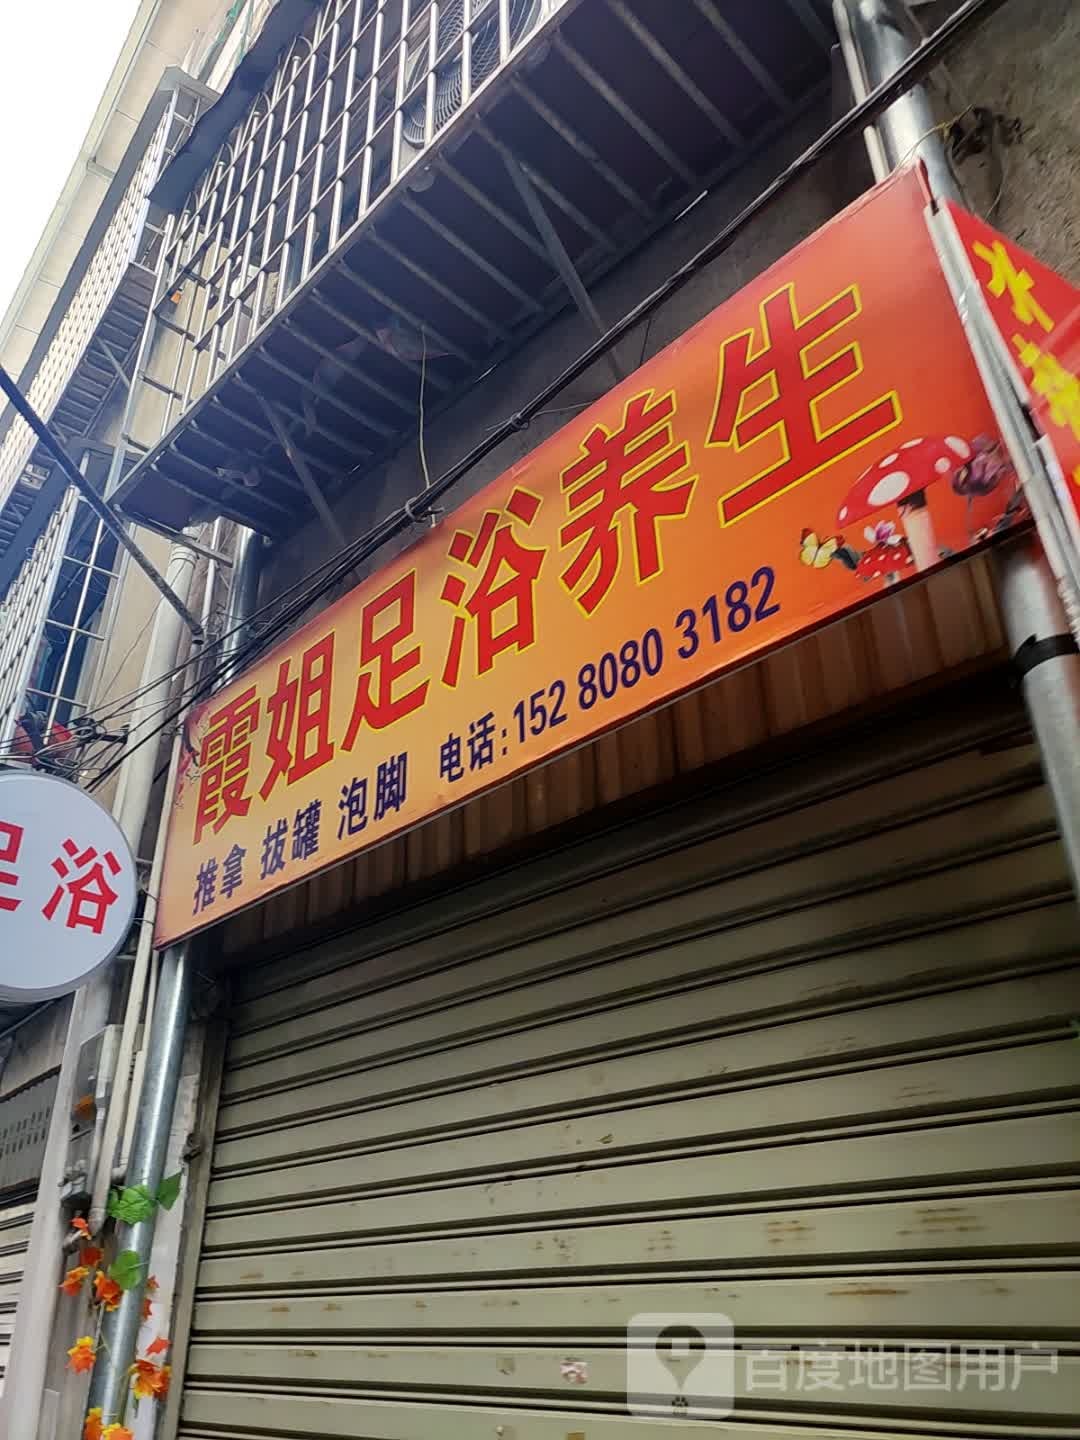 霞姐足浴养生
推拿 拔罐 泡脚 电话:152 8080 3182
足浴
百度地图用户